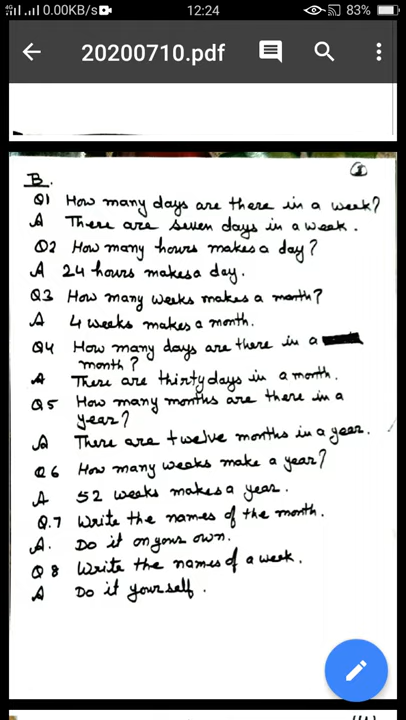 4G 0.00KB/s 12:24 83%
20200710.pdf
2
B.
Q1 How many days are there in a week?
A There are seven days in a week.
Q2 How many hours makes a day?
A 24 hours makes a day.
Q3 How many weeks makes a month?
A 4 weeks makes a month.
Q4 How many days are there in a
month?
A There are thirty days in a month.
Q5 How many months are there in a
year?
A There are twelve months in a year.
Q6 How many weeks make a year?
A 52 weeks makes a year.
Q.7 Write the names of the month.
A. Do it on your own.
Q8 Write the names of a week.
A Do it yourself.